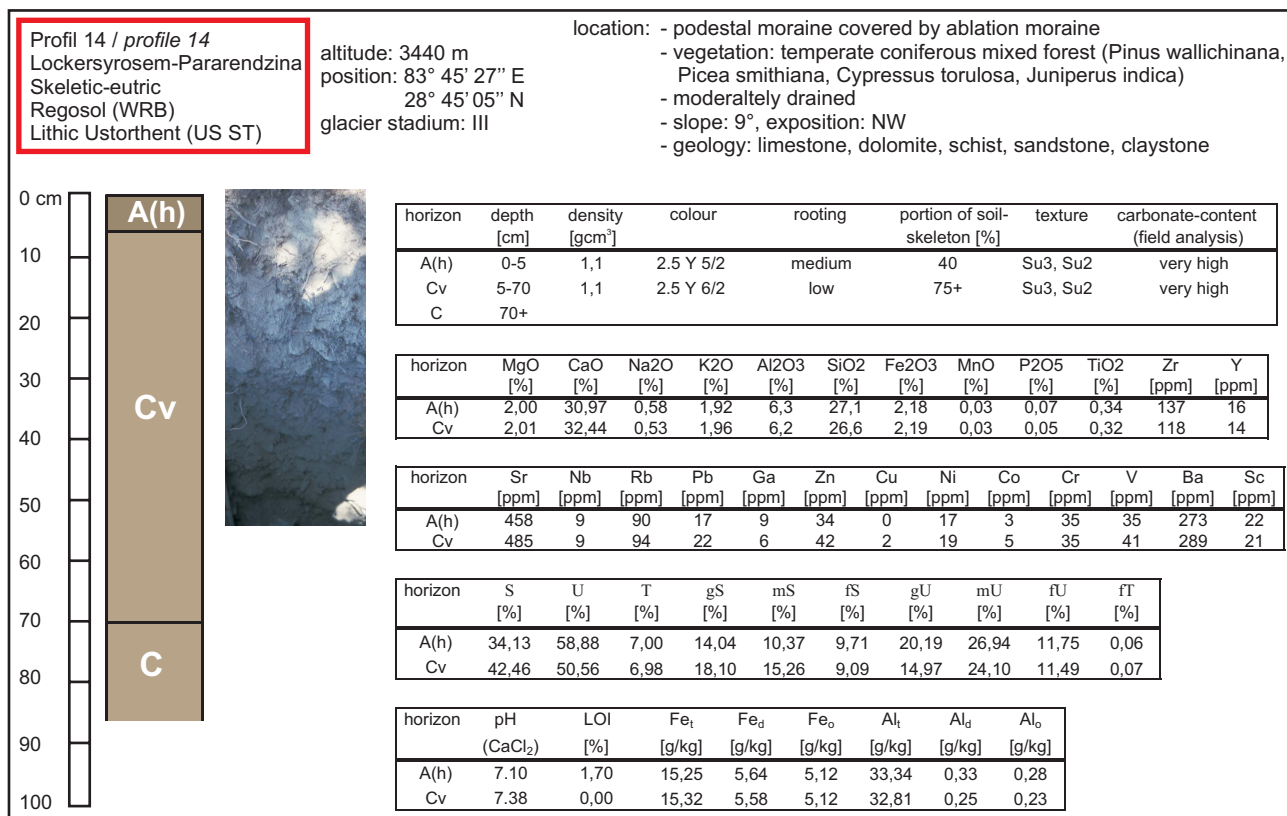 Profil 14 / profile 14
Lockersyrosem-Pararendzina
Skeletic-eutric
Regosol (WRB)
Lithic Ustorthent (US ST)
altitude: 3440 m
position: 83° 45' 27'' E
28° 45' 05'' N
glacier stadium: III
location: - podestal moraine covered by ablation moraine
- vegetation: temperate coniferous mixed forest (Pinus wallichinana,
Picea smithiana, Cypressus torulosa, Juniperus indica)
- moderaltely drained
- slope: 9°, exposition: NW
- geology: limestone, dolomite, schist, sandstone, claystone
0 cm
10
20
30
40
50
60
70
80
90
100
A(h)
Cv
C
horizon depth density colour rooting portion of soil- texture carbonate-content
[cm] [gcm³] skeleton [%] (field analysis)
A(h) 0-5 1,1 2.5 Y 5/2 medium 40 Su3, Su2 very high
Cv 5-70 1,1 2.5 Y 6/2 low 75+ Su3, Su2 very high
C 70+
horizon MgO CaO Na2O K2O Al2O3 SiO2 Fe2O3 MnO P2O5 TiO2 Zr Y
[%] [%] [%] [%] [%] [%] [%] [%] [%] [%] [ppm] [ppm]
A(h) 2,00 30,97 0,58 1,92 6,3 27,1 2,18 0,03 0,07 0,34 137 16
Cv 2,01 32,44 0,53 1,96 6,2 26,6 2,19 0,03 0,05 0,32 118 14
horizon Sr Nb Rb Pb Ga Zn Cu Ni Co Cr V Ba Sc
[ppm] [ppm] [ppm] [ppm] [ppm] [ppm] [ppm] [ppm] [ppm] [ppm] [ppm] [ppm] [ppm]
A(h) 458 9 90 17 9 34 0 17 3 35 35 273 22
Cv 485 9 94 22 6 42 2 19 5 35 41 289 21
horizon S U T gS mS fS gU mU fU fT
[%] [%] [%] [%] [%] [%] [%] [%] [%] [%]
A(h) 34,13 58,88 7,00 14,04 10,37 9,71 20,19 26,94 11,75 0,06
Cv 42,46 50,56 6,98 18,10 15,26 9,09 14,97 24,10 11,49 0,07
horizon pH LOI Feₜ Fe_d Feₒ Alₜ Al_d Alₒ
(CaCl₂) [%] [g/kg] [g/kg] [g/kg] [g/kg] [g/kg] [g/kg]
A(h) 7.10 1,70 15,25 5,64 5,12 33,34 0,33 0,28
Cv 7.38 0,00 15,32 5,58 5,12 32,81 0,25 0,23